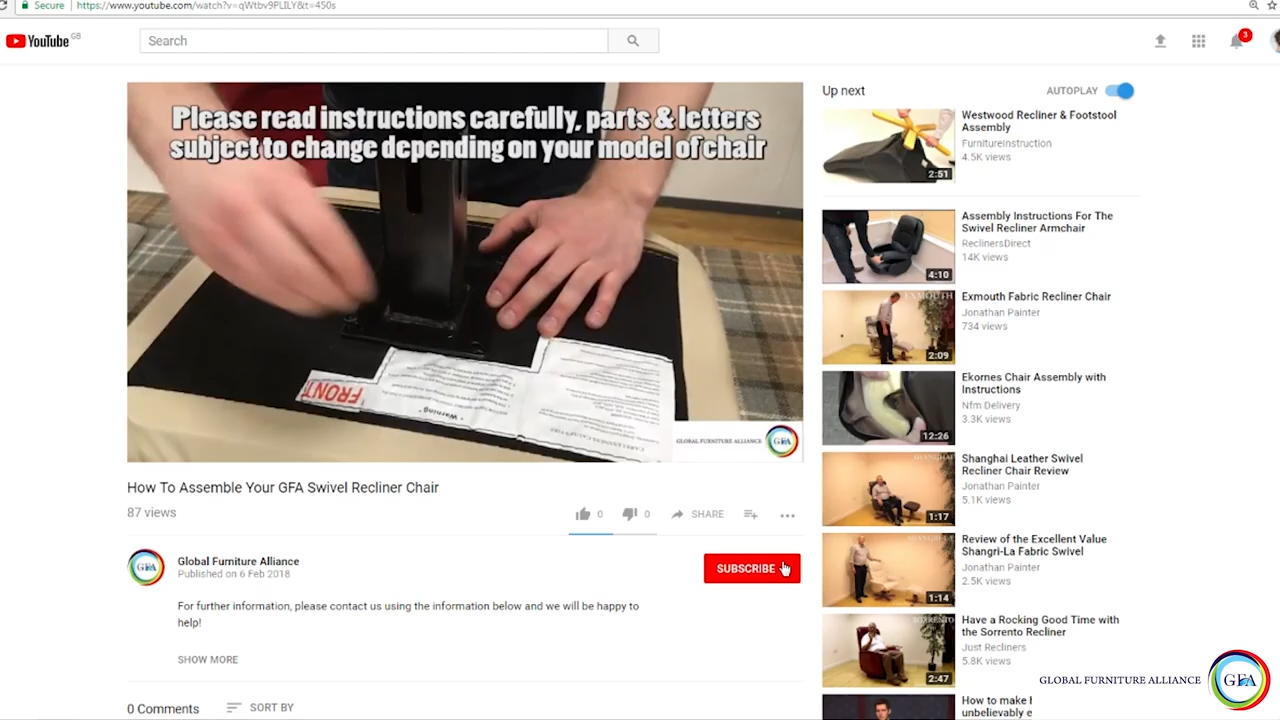 Secure
https://www.youtube.com/watch?v=qWtbv9PLILY&t=450s
YouTube GB
Search
3
Please read instructions carefully, parts & letters
subject to change depending on your model of chair
FRONT
"Warning"
GLOBAL FURNITURE ALLIANCE GFA
How To Assemble Your GFA Swivel Recliner Chair
87 views
0
0
SHARE
GFA
Global Furniture Alliance
Published on 6 Feb 2018
SUBSCRIBE
For further information, please contact us using the information below and we will be happy to
help!
SHOW MORE
0 Comments
SORT BY
Up next
AUTOPLAY
2:51
Westwood Recliner & Footstool
Assembly
FurnitureInstruction
4.5K views
4:10
Assembly Instructions For The
Swivel Recliner Armchair
ReclinersDirect
14K views
EXMOUTH
2:09
Exmouth Fabric Recliner Chair
Jonathan Painter
734 views
12:26
Ekornes Chair Assembly with
Instructions
Nfm Delivery
3.3K views
SHANGHAI
1:17
Shanghai Leather Swivel
Recliner Chair Review
Jonathan Painter
5.1K views
SHANGRI-LA
1:14
Review of the Excellent Value
Shangri-La Fabric Swivel
Jonathan Painter
2.5K views
SORRENTO
2:47
Have a Rocking Good Time with
the Sorrento Recliner
Just Recliners
5.8K views
How to make
unbelievably
GLOBAL FURNITURE ALLIANCE GFA